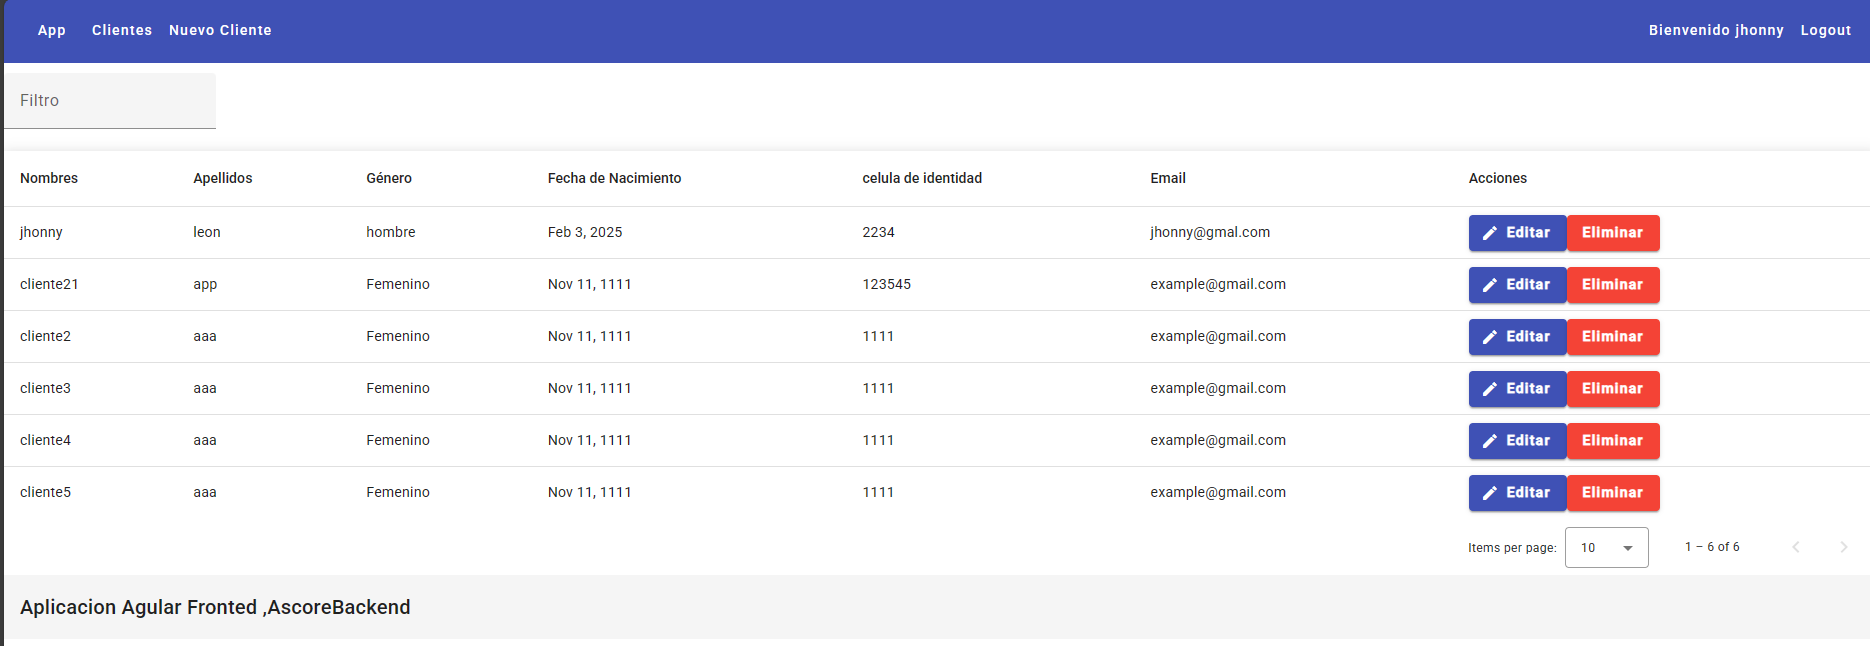 App Clientes Nuevo Cliente Bienvenido jhonny Logout
Filtro
Nombres Apellidos Género Fecha de Nacimiento celula de identidad Email Acciones
jhonny leon hombre Feb 3, 2025 2234 jhonny@gmal.com Editar Eliminar
cliente21 app Femenino Nov 11, 1111 123545 example@gmail.com Editar Eliminar
cliente2 aaa Femenino Nov 11, 1111 1111 example@gmail.com Editar Eliminar
cliente3 aaa Femenino Nov 11, 1111 1111 example@gmail.com Editar Eliminar
cliente4 aaa Femenino Nov 11, 1111 1111 example@gmail.com Editar Eliminar
cliente5 aaa Femenino Nov 11, 1111 1111 example@gmail.com Editar Eliminar
Items per page: 10 1 – 6 of 6
Aplicacion Agular Fronted ,AscoreBackend